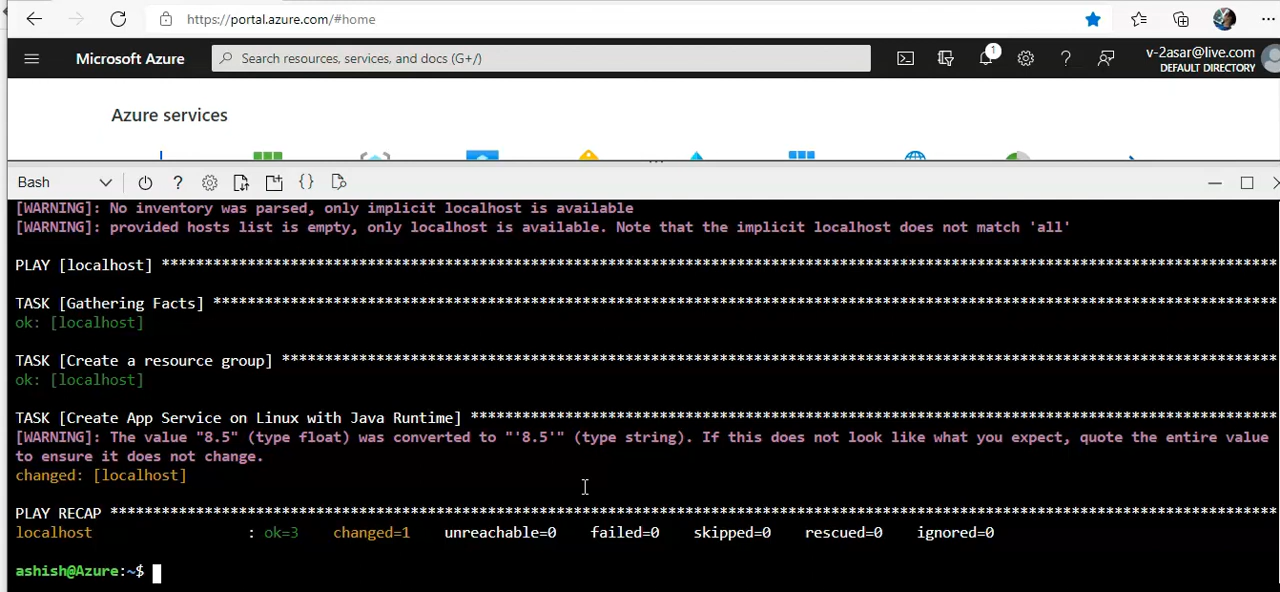 https://portal.azure.com/#home
Microsoft Azure
Search resources, services, and docs (G+/)
1
v-2asar@live.com
DEFAULT DIRECTORY
Azure services
Bash
[WARNING]: No inventory was parsed, only implicit localhost is available
[WARNING]: provided hosts list is empty, only localhost is available. Note that the implicit localhost does not match 'all'
PLAY [localhost] ******************************************************************************************************************************
TASK [Gathering Facts] ************************************************************************************************************************
ok: [localhost]
TASK [Create a resource group] ****************************************************************************************************************
ok: [localhost]
TASK [Create App Service on Linux with Java Runtime] ******************************************************************************************
[WARNING]: The value "8.5" (type float) was converted to "'8.5'" (type string). If this does not look like what you expect, quote the entire value
to ensure it does not change.
changed: [localhost]
PLAY RECAP ************************************************************************************************************************************
localhost : ok=3 changed=1 unreachable=0 failed=0 skipped=0 rescued=0 ignored=0
ashish@Azure:~$